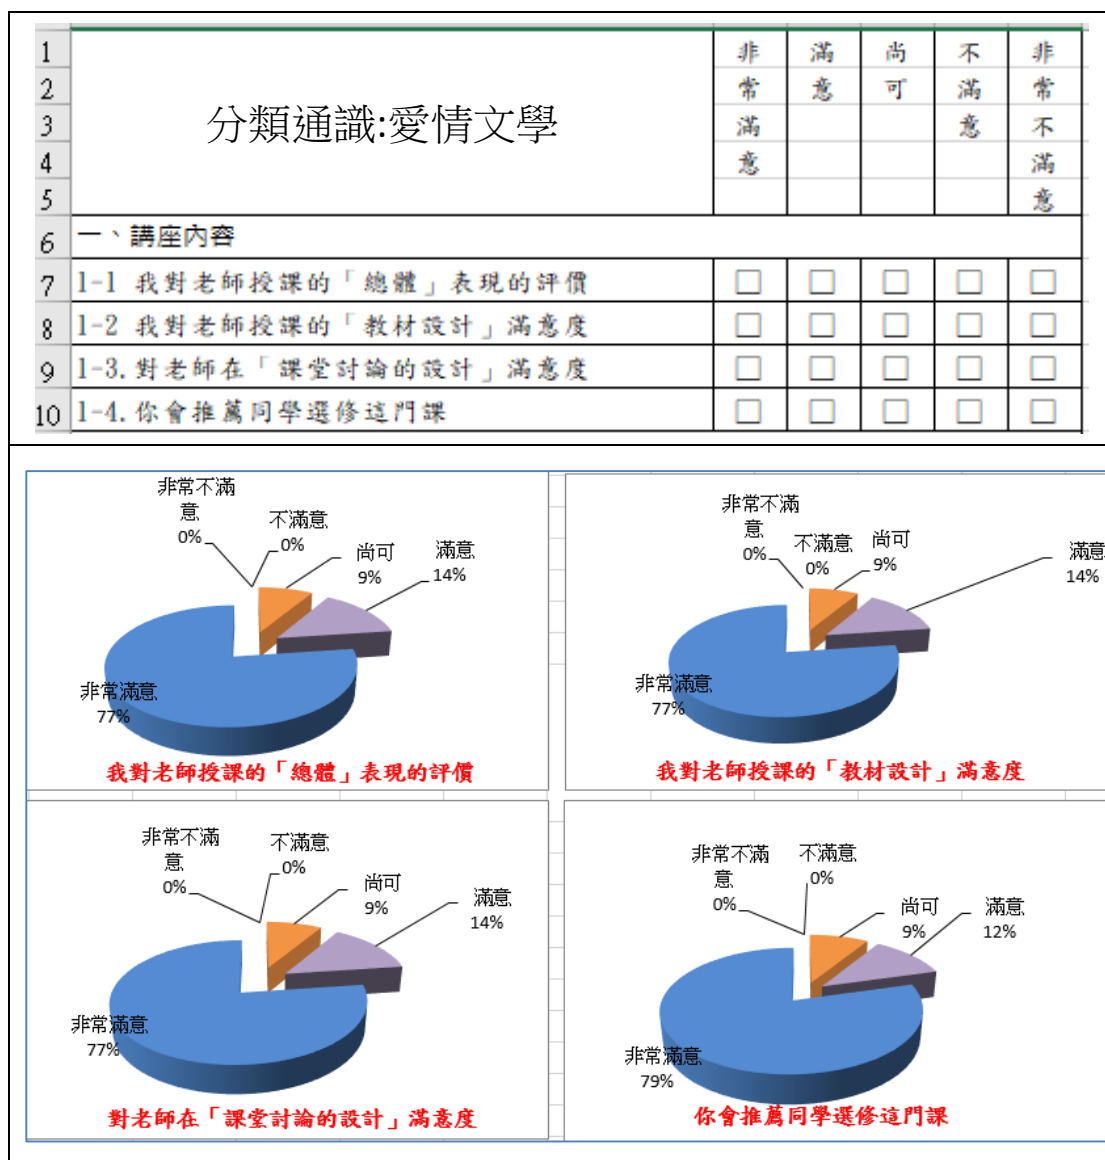 1
2
3
4
5
分類通識:愛情文學
非常滿意
滿意
尚可
不滿意
非常不滿意
6 一、講座內容
7 1-1 我對老師授課的「總體」表現的評價 □ □ □ □ □
8 1-2 我對老師授課的「教材設計」滿意度 □ □ □ □ □
9 1-3.對老師在「課堂討論的設計」滿意度 □ □ □ □ □
10 1-4.你會推薦同學選修這門課 □ □ □ □ □
非常不滿
意
0%
不滿意
0%
尚可
9%
滿意
14%
非常滿意
77%
我對老師授課的「總體」表現的評價
非常不滿
意
0%
不滿意
0%
尚可
9%
滿意
14%
非常滿意
77%
我對老師授課的「教材設計」滿意度
非常不滿
意
0%
不滿意
0%
尚可
9%
滿意
14%
非常滿意
77%
對老師在「課堂討論的設計」滿意度
非常不滿
意
0%
不滿意
0%
尚可
9%
滿意
12%
非常滿意
79%
你會推薦同學選修這門課